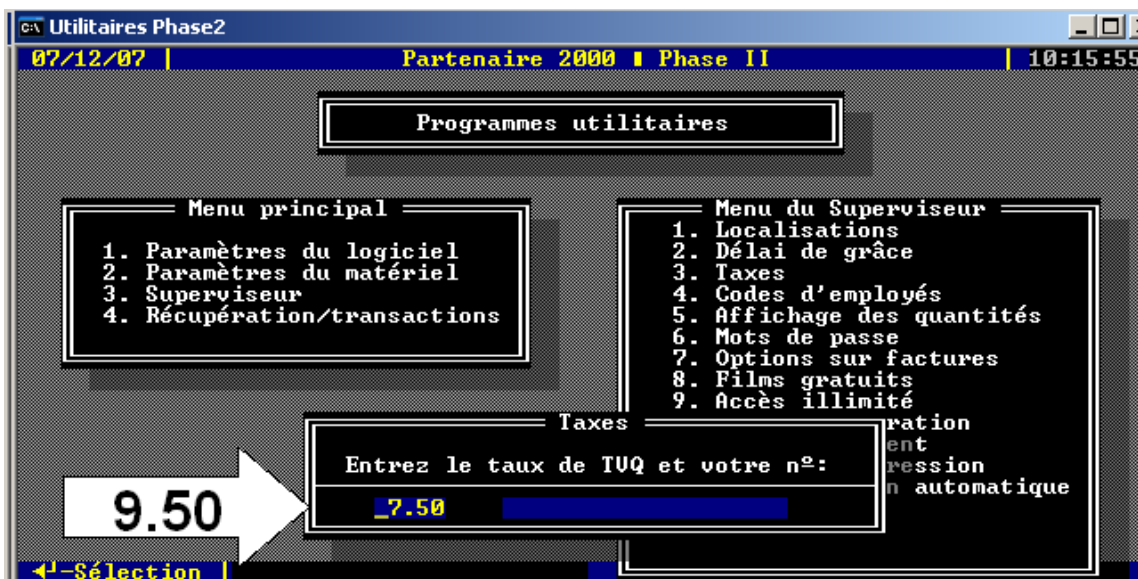 Utilitaires Phase2
07/12/07 Partenaire 2000 Phase II 10:15:55
Programmes utilitaires
Menu principal
1. Paramètres du logiciel
2. Paramètres du matériel
3. Superviseur
4. Récupération/transactions
Menu du Superviseur
1. Localisations
2. Délai de grâce
3. Taxes
4. Codes d'employés
5. Affichage des quantités
6. Mots de passe
7. Options sur factures
8. Films gratuits
9. Accès illimité
ration
ent
ression
n automatique
Taxes
Entrez le taux de TVQ et votre nº:
_7.50
9.50
◄┘-Sélection